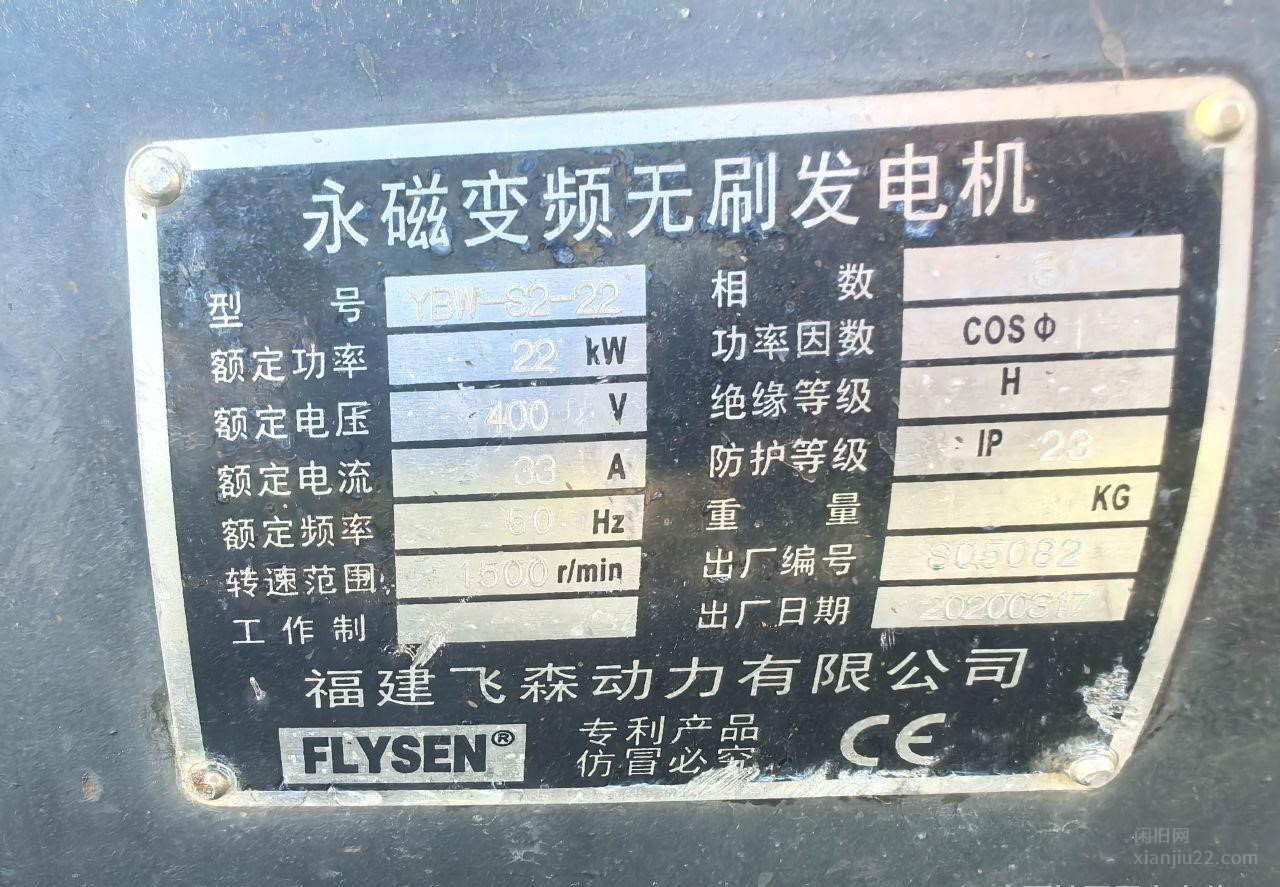 永磁变频无刷发电机
型 号 YBW-S2-22 相 数 3
额定功率 22 kW 功率因数 COSΦ
额定电压 400 V 绝缘等级 H
额定电流 33 A 防护等级 IP 23
额定频率 50 Hz 重 量 KG
转速范围 1500 r/min 出厂编号 SQ5082
工作制 出厂日期 20200317
福建飞森动力有限公司
FLYSEN® 专利产品 CE
仿冒必究
闲旧网
xianjiu22.com